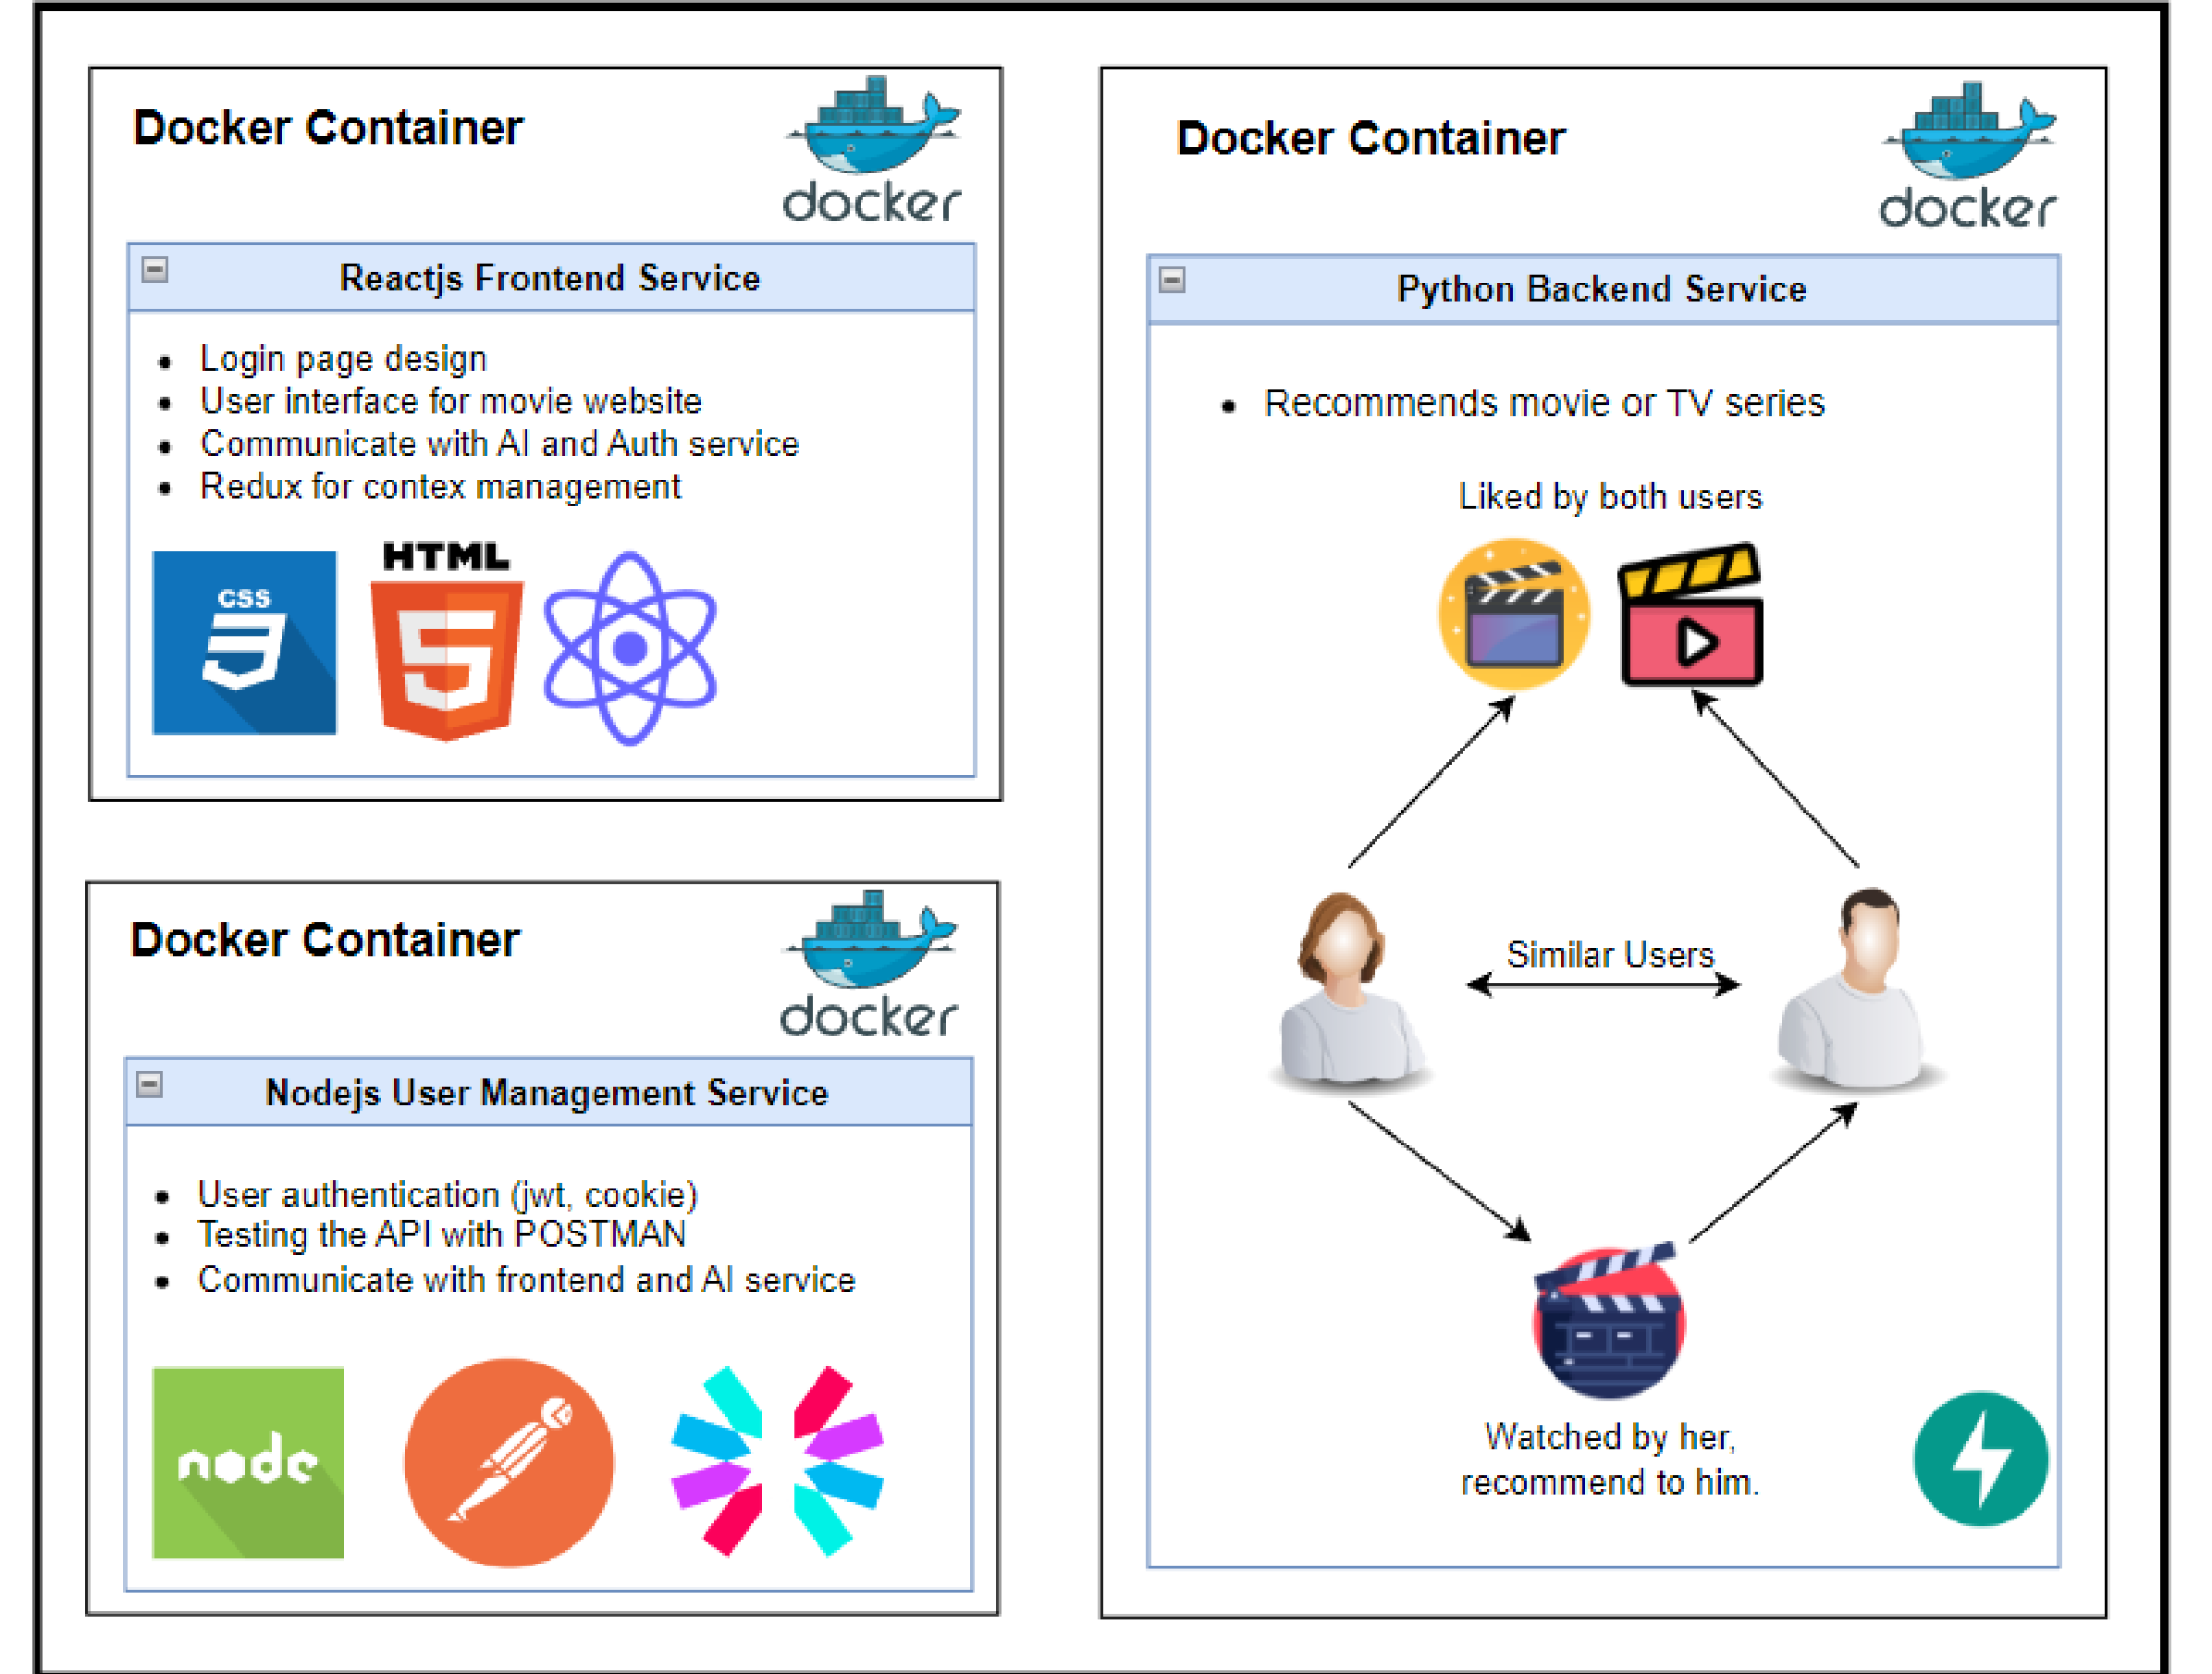 Docker Container
docker
Reactjs Frontend Service
Login page design
User interface for movie website
Communicate with AI and Auth service
Redux for contex management
CSS
3
HTML
5
Docker Container
docker
Nodejs User Management Service
User authentication (jwt, cookie)
Testing the API with POSTMAN
Communicate with frontend and AI service
node
Docker Container
docker
Python Backend Service
Recommends movie or TV series
Liked by both users
Similar Users
Watched by her,
recommend to him.